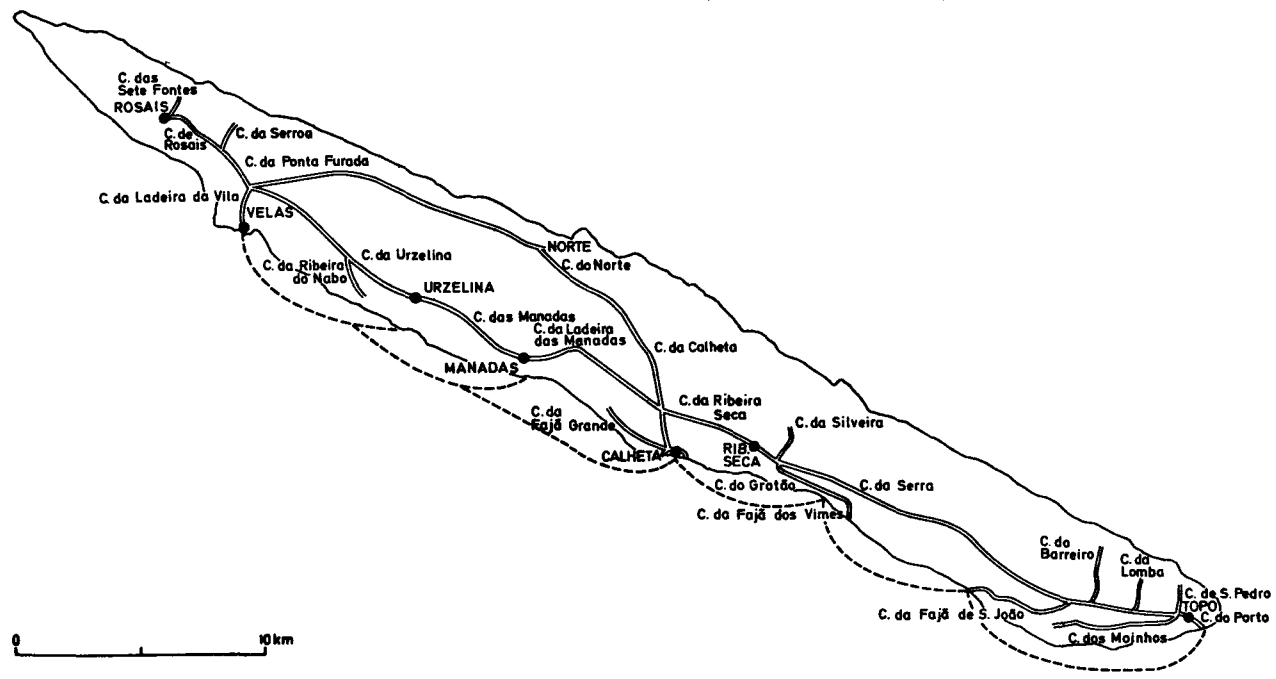 C. das
Sete Fontes
ROSAIS
C. de
Rosais
C. da Serroa
C. da Ponta Furada
C. da Ladeira da Vila
VELAS
NORTE
C. da Urzelina
C. da Ribeira
do Nabo
C. do Norte
URZELINA
C. das Manadas
C. da Ladeira
das Manadas
MANADAS
C. da Calheta
C. da Ribeira
Seca
C. da
Fajã Grande
C. da Silveira
CALHETA
RIB.
SECA
C. do Grotão
C. da Serra
C. da Fajã dos Vimes
C. do
Barreiro
C. da
Lomba
C. de S. Pedro
TOPO
C. do Porto
C. da Fajã de S. João
C. dos Moinhos
0
10 km